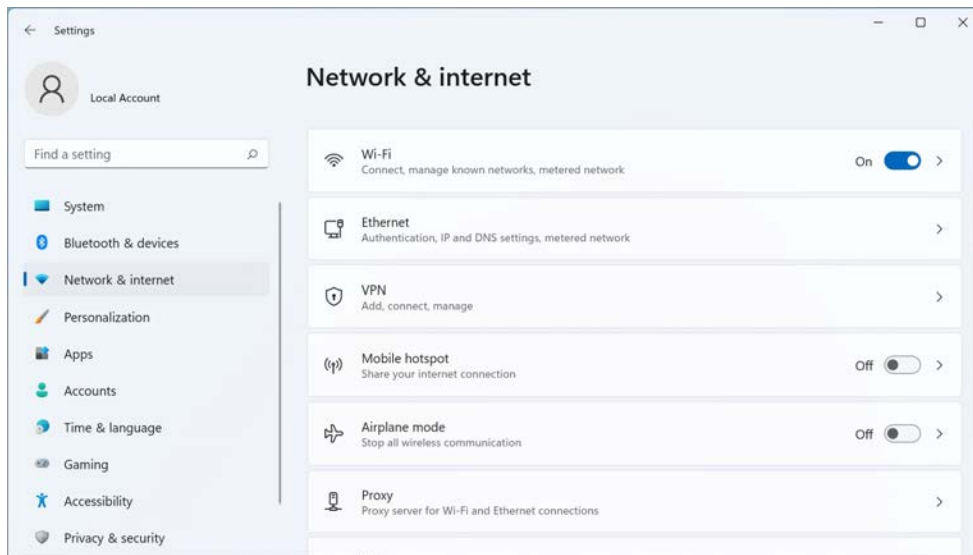 Settings
Local Account
Find a setting
System
Bluetooth & devices
Network & internet
Personalization
Apps
Accounts
Time & language
Gaming
Accessibility
Privacy & security
Network & internet
Wi-Fi
Connect, manage known networks, metered network
On
Ethernet
Authentication, IP and DNS settings, metered network
VPN
Add, connect, manage
Mobile hotspot
Share your internet connection
Off
Airplane mode
Stop all wireless communication
Off
Proxy
Proxy server for Wi-Fi and Ethernet connections